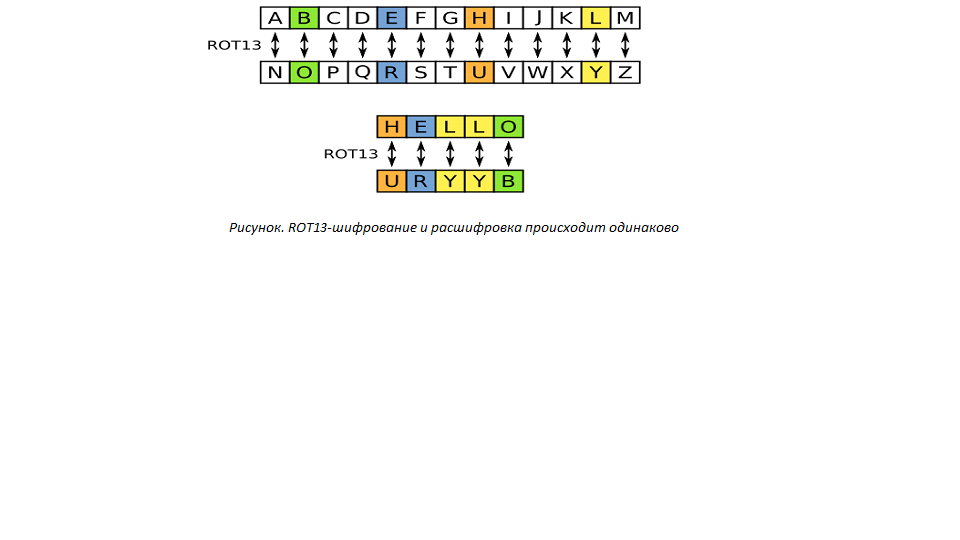 A B C D E F G H I J K L M
ROT13
N O P Q R S T U V W X Y Z
H E L L O
ROT13
U R Y Y B
Рисунок. ROT13-шифрование и расшифровка происходит одинаково